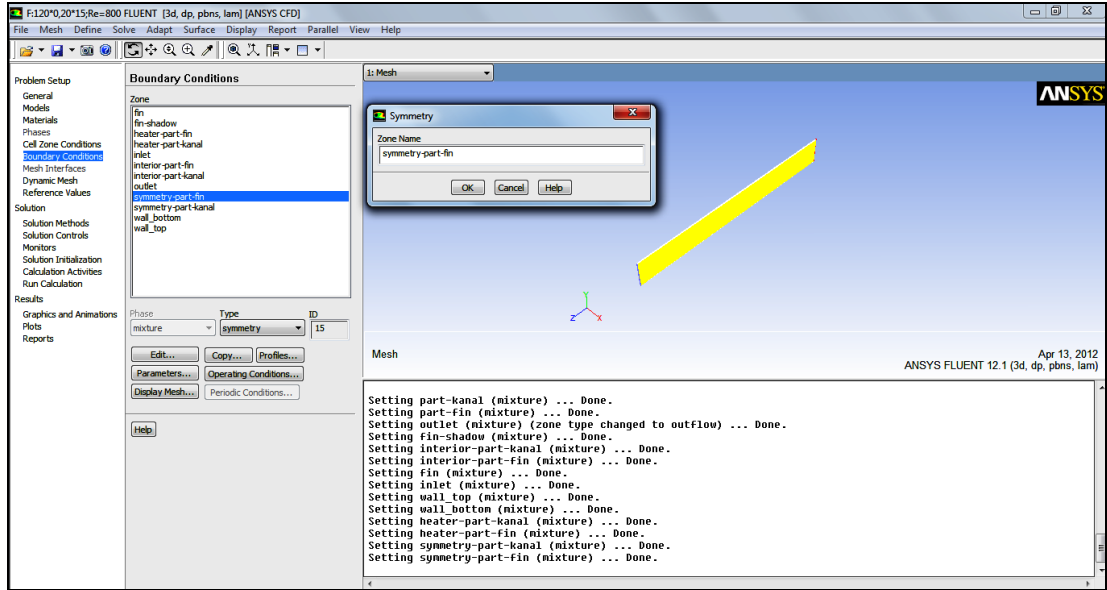 F:120*0,20*15;Re=800 FLUENT [3d, dp, pbns, lam] [ANSYS CFD]
File Mesh Define Solve Adapt Surface Display Report Parallel View Help
Problem Setup
General
Models
Materials
Phases
Cell Zone Conditions
Boundary Conditions
Mesh Interfaces
Dynamic Mesh
Reference Values
Solution
Solution Methods
Solution Controls
Monitors
Solution Initialization
Calculation Activities
Run Calculation
Results
Graphics and Animations
Plots
Reports
Boundary Conditions
Zone
fin
fin-shadow
heater-part-fin
heater-part-kanal
inlet
interior-part-fin
interior-part-kanal
outlet
symmetry-part-fin
symmetry-part-kanal
wall_bottom
wall_top
Phase Type ID
mixture symmetry 15
Edit... Copy... Profiles...
Parameters... Operating Conditions...
Display Mesh... Periodic Conditions...
Help
1: Mesh
ANSYS
Symmetry
Zone Name
symmetry-part-fin
OK Cancel Help
Y
Z X
Mesh Apr 13, 2012
ANSYS FLUENT 12.1 (3d, dp, pbns, lam)
Setting part-kanal (mixture) ... Done.
Setting part-fin (mixture) ... Done.
Setting outlet (mixture) (zone type changed to outflow) ... Done.
Setting fin-shadow (mixture) ... Done.
Setting interior-part-kanal (mixture) ... Done.
Setting interior-part-fin (mixture) ... Done.
Setting fin (mixture) ... Done.
Setting inlet (mixture) ... Done.
Setting wall_top (mixture) ... Done.
Setting wall_bottom (mixture) ... Done.
Setting heater-part-kanal (mixture) ... Done.
Setting heater-part-fin (mixture) ... Done.
Setting symmetry-part-kanal (mixture) ... Done.
Setting symmetry-part-fin (mixture) ... Done.